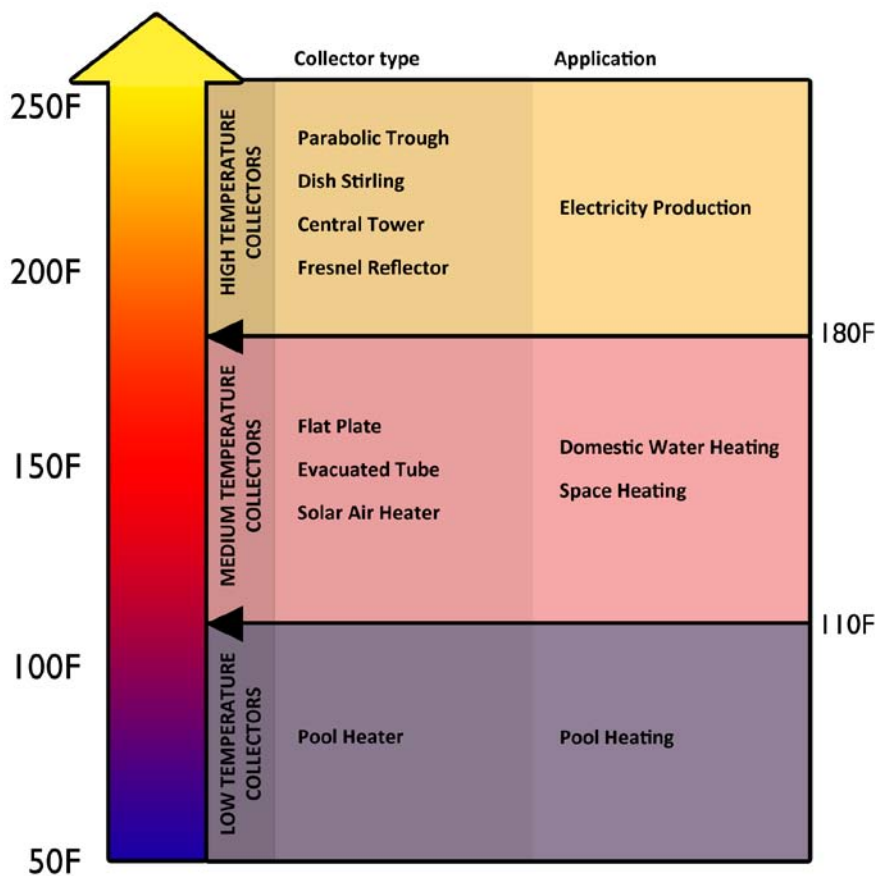 Collector type
Application
250F
200F
150F
100F
50F
HIGH TEMPERATURE
COLLECTORS
Parabolic Trough
Dish Stirling
Central Tower
Fresnel Reflector
Electricity Production
180F
MEDIUM TEMPERATURE
COLLECTORS
Flat Plate
Evacuated Tube
Solar Air Heater
Domestic Water Heating
Space Heating
110F
LOW TEMPERATURE
COLLECTORS
Pool Heater
Pool Heating